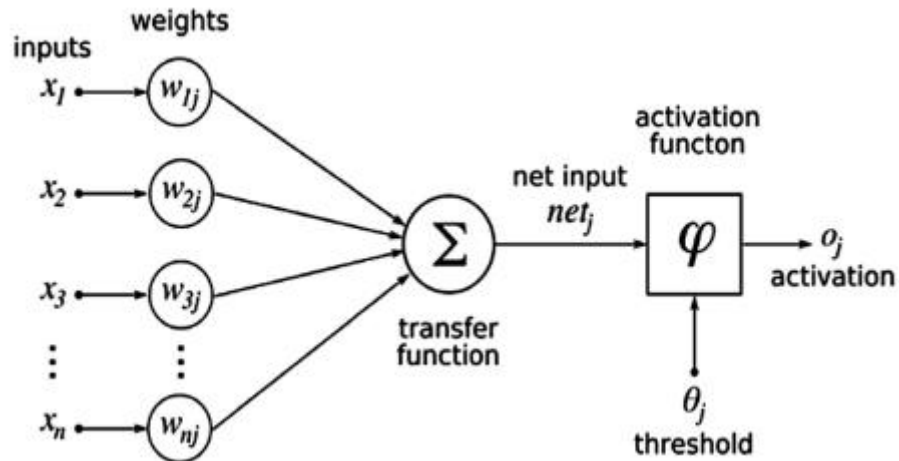 weights
inputs
x₁
w₁ⱼ
activation
functon
x₂
w₂ⱼ
net input
netⱼ
Σ
φ
oⱼ
activation
x₃
w₃ⱼ
transfer
function
⋮
⋮
θⱼ
threshold
xₙ
wₙⱼ